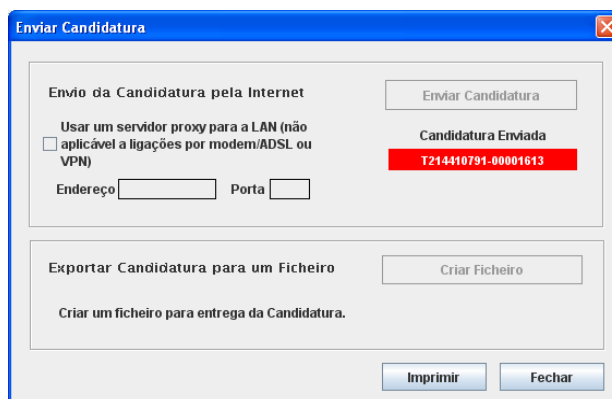 Enviar Candidatura
Envio da Candidatura pela Internet
Enviar Candidatura
Usar um servidor proxy para a LAN (não
aplicável a ligações por modem/ADSL ou
VPN)
Candidatura Enviada
T214410791-00001613
Endereço
Porta
Exportar Candidatura para um Ficheiro
Criar Ficheiro
Criar um ficheiro para entrega da Candidatura.
Imprimir
Fechar